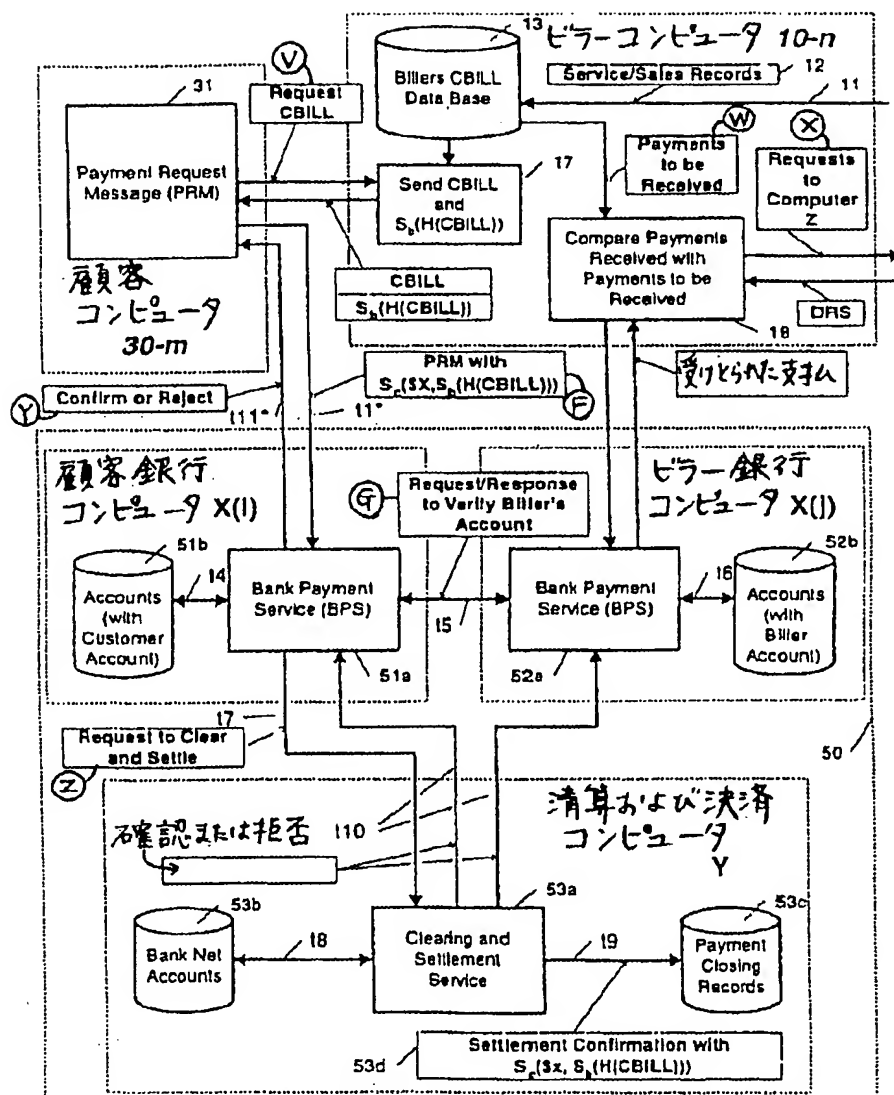 13
ビラーコンピュータ 10-n
31
V
Request
CBILL
Billers CBILL
Data Base
Service/Sales Records
12
11
W
X
Payment Request
Message (PRM)
17
Send CBILL
and
S_b(H(CBILL))
Payments
to be
Received
Requests
to
Computer
Z
Compare Payments
Received with
Payments to be
Received
CBILL
S_b(H(CBILL))
DRS
18
顧客
コンピュータ
30-m
PRM with
S_c($X,S_b(H(CBILL)))
F
受けとられた支払
Y
Confirm or Reject
t11"
t1"
顧客銀行
コンピュータ X(I)
G
Request/Response
to Verify Biller's
Account
ビラー銀行
コンピュータ X(J)
51b
52b
14
16
Accounts
(with
Customer
Account)
Bank Payment
Service (BPS)
15
Bank Payment
Service (BPS)
Accounts
(with
Biller
Account)
51a
52a
17
Request to Clear
and Settle
Z
50
確認または拒否
110
清算および決済
コンピュータ
Y
53b
53a
53c
Bank Net
Accounts
18
Clearing and
Settlement
Service
19
Payment
Closing
Records
53d
Settlement Confirmation with
S_c($x, S_b(H(CBILL)))